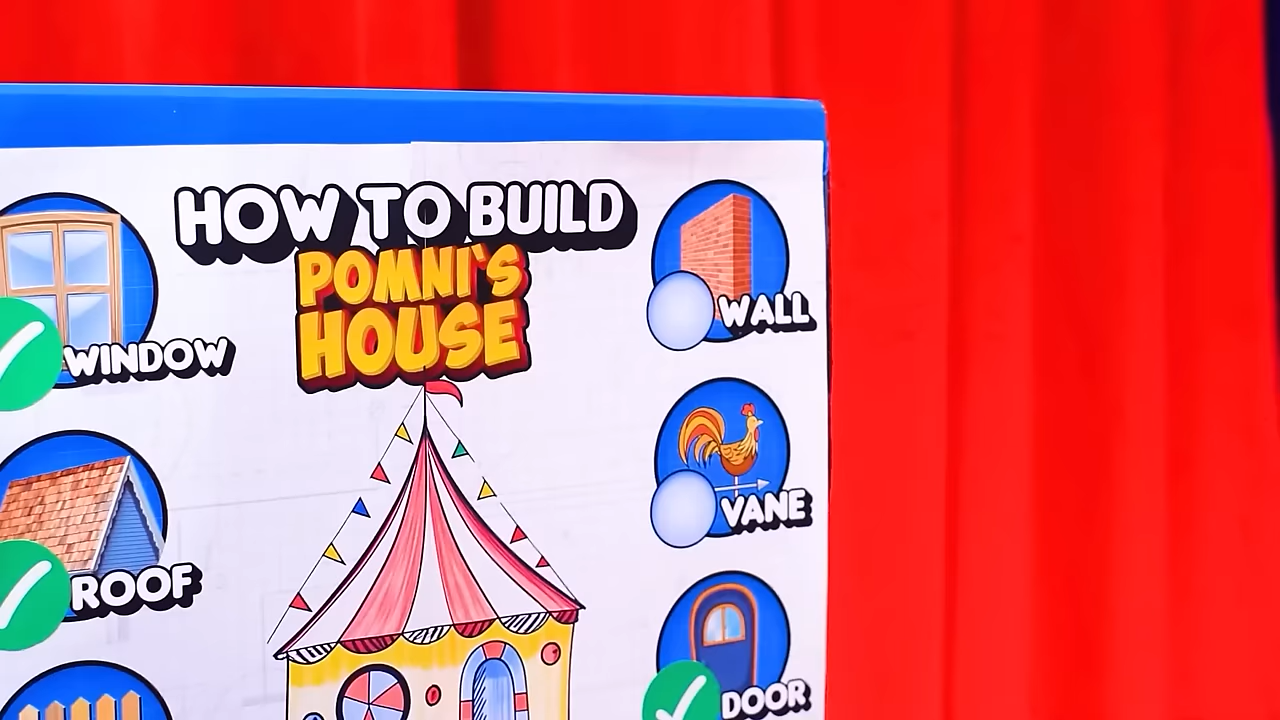 HOW TO BUILD
POMNI'S
HOUSE
WINDOW
ROOF
WALL
VANE
DOOR